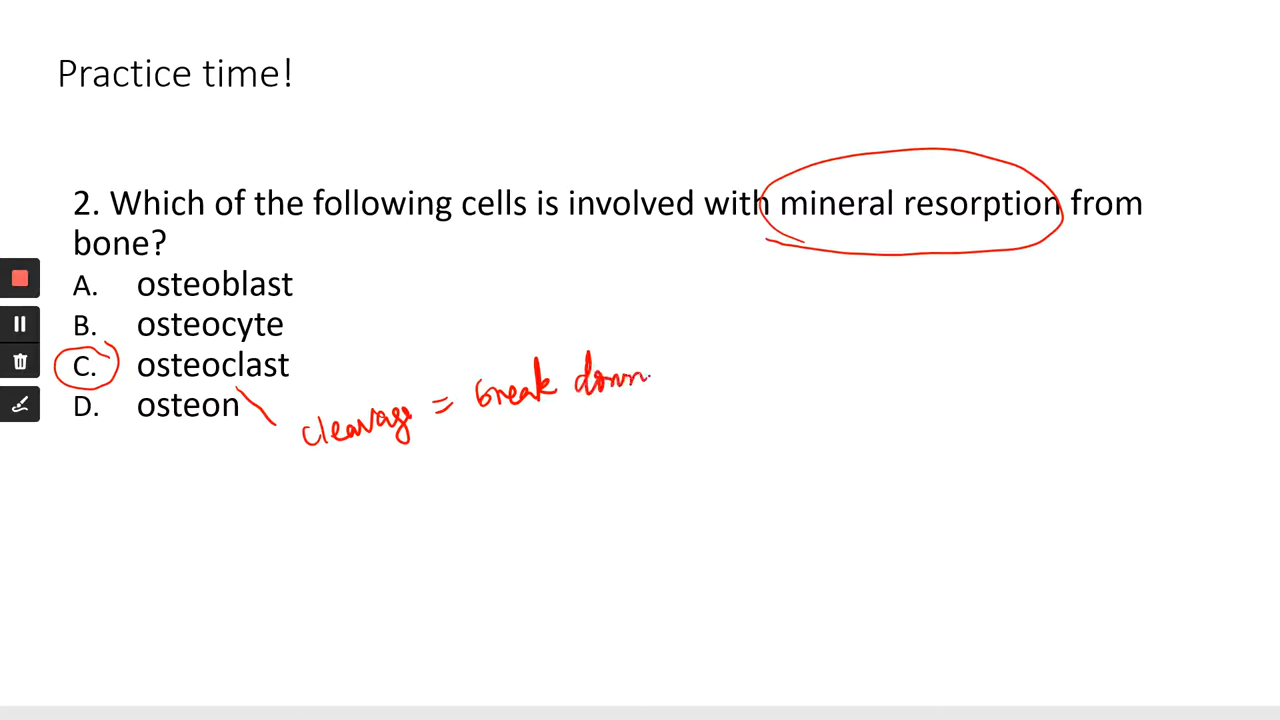 Practice time!
2. Which of the following cells is involved with mineral resorption from
bone?
A. osteoblast
B. osteocyte
C. osteoclast
D. osteon
cleavage = break down